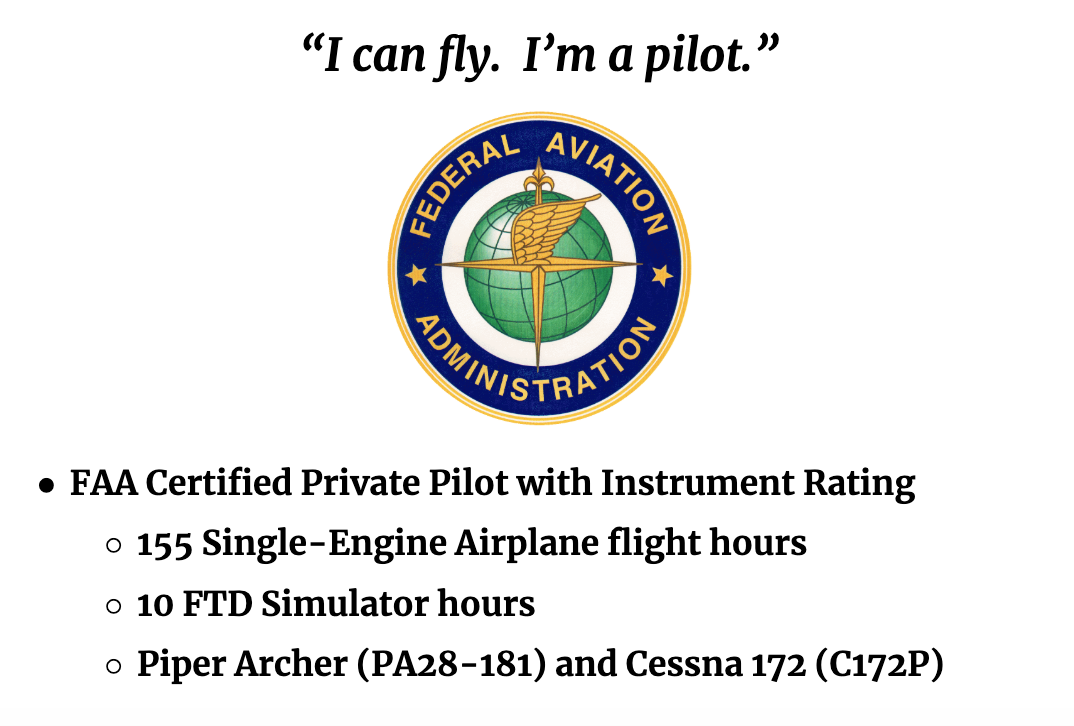 “I can fly.  I’m a pilot.”
FEDERAL AVIATION
ADMINISTRATION
● FAA Certified Private Pilot with Instrument Rating
○ 155 Single-Engine Airplane flight hours
○ 10 FTD Simulator hours
○ Piper Archer (PA28-181) and Cessna 172 (C172P)